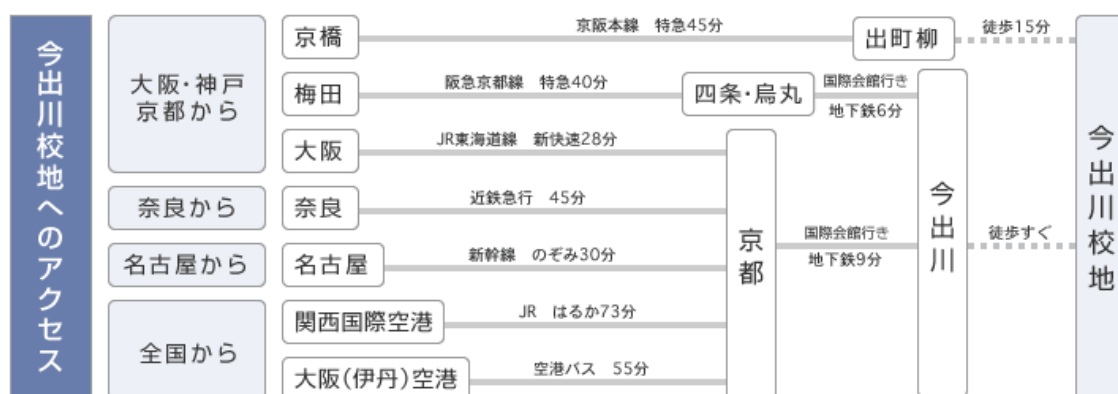 今出川校地へのアクセス
大阪・神戸
京都から
京橋
京阪本線 特急45分
出町柳
徒歩15分
梅田
阪急京都線 特急40分
四条・烏丸
国際会館行き
地下鉄6分
大阪
JR東海道線 新快速28分
奈良から
奈良
近鉄急行 45分
名古屋から
名古屋
新幹線 のぞみ30分
全国から
関西国際空港
JR はるか73分
大阪(伊丹)空港
空港バス 55分
京都
国際会館行き
地下鉄9分
今出川
徒歩すぐ
今出川校地